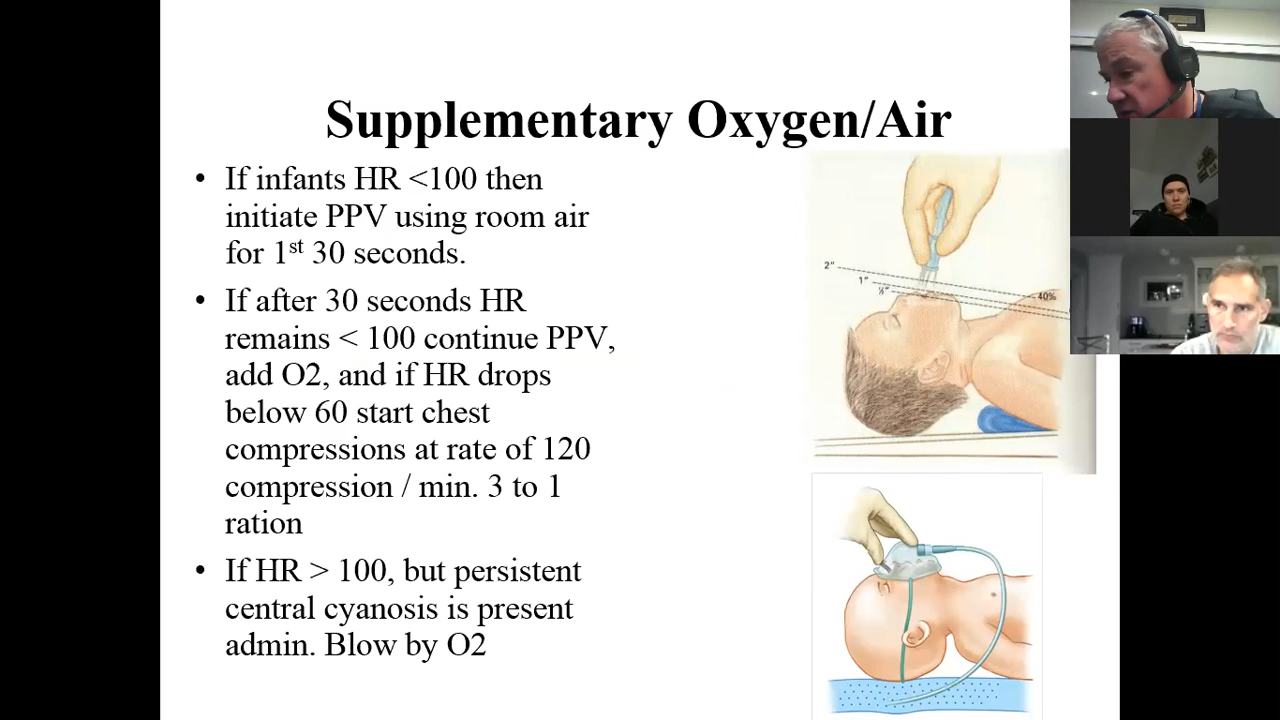 Supplementary Oxygen/Air
• If infants HR <100 then
initiate PPV using room air
for 1st 30 seconds.
• If after 30 seconds HR
remains < 100 continue PPV,
add O2, and if HR drops
below 60 start chest
compressions at rate of 120
compression / min. 3 to 1
ration
• If HR > 100, but persistent
central cyanosis is present
admin. Blow by O2
2"
1"
½"
40%